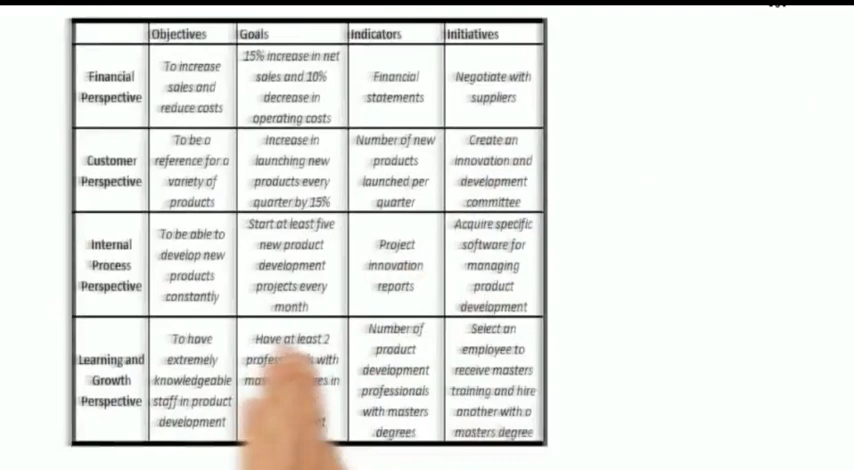 Objectives Goals Indicators Initiatives
Financial
Perspective
To increase
sales and
reduce costs
15% increase in net
sales and 10%
decrease in
operating costs
Financial
statements
Negotiate with
suppliers
Customer
Perspective
To be a
reference for a
variety of
products
Increase in
launching new
products every
quarter by 15%
Number of new
products
launched per
quarter
Create an
innovation and
development
committee
Internal
Process
Perspective
To be able to
develop new
products
constantly
Start at least five
new product
development
projects every
month
Project
innovation
reports
Acquire specific
software for
managing
product
development
Learning and
Growth
Perspective
To have
extremely
knowledgeable
staff in product
development
Have at least 2
with
in
Number of
product
development
professionals
with masters
degrees
Select an
employee to
receive masters
training and hire
another with a
masters degree